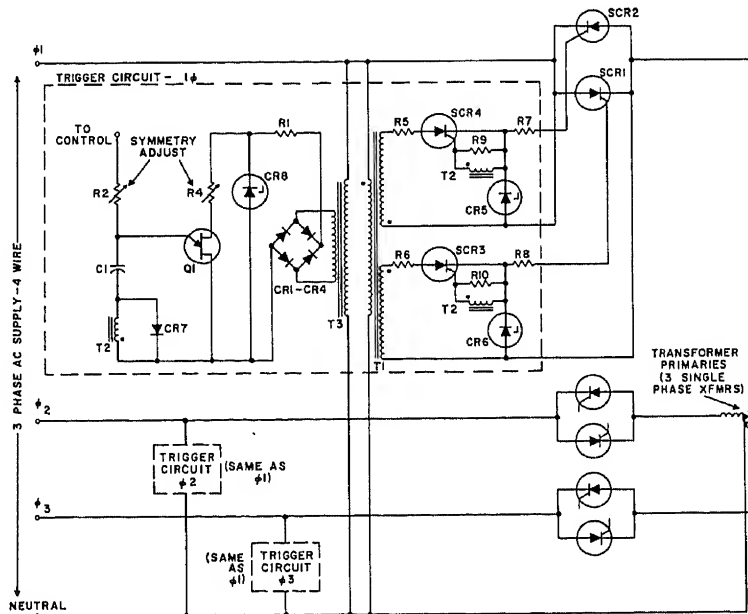 SCR2
φ1
SCR1
TRIGGER CIRCUIT - 1φ
TO
CONTROL
SYMMETRY
ADJUST
R1
R5
SCR4
R7
R9
T2
CR5
R2
R4
CR8
C1
Q1
CR1-CR4
CR7
T2
T3
T1
R6
SCR3
R8
R10
T2
CR6
3 PHASE AC SUPPLY-4 WIRE
TRANSFORMER
PRIMARIES
(3 SINGLE
PHASE XFMRS)
φ2
TRIGGER
CIRCUIT
φ2
(SAME AS
φ1)
φ3
(SAME
AS
φ1)
TRIGGER
CIRCUIT
φ3
NEUTRAL